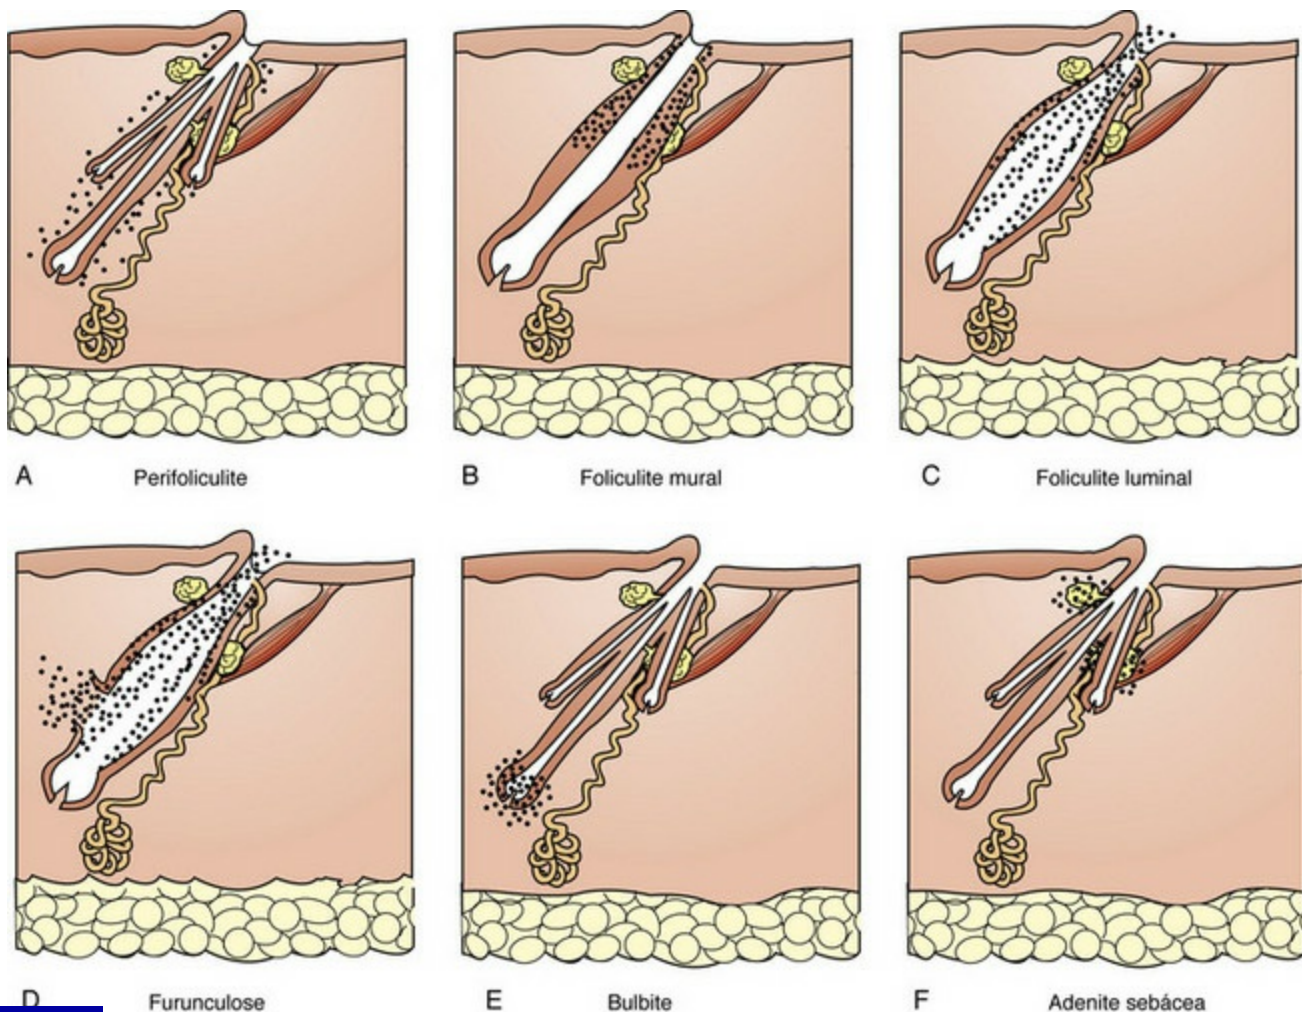 A Perifoliculite
B Foliculite mural
C Foliculite luminal
D Furunculose
E Bulbite
F Adenite sebácea